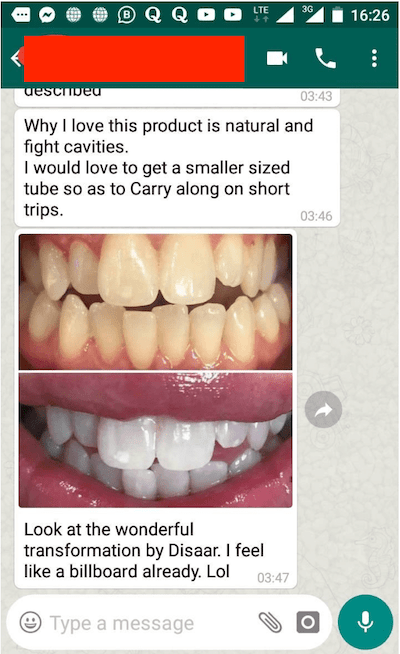 LTE
3G
16:26
described
03:43
Why I love this product is natural and
fight cavities.
I would love to get a smaller sized
tube so as to Carry along on short
trips.
03:46
Look at the wonderful
transformation by Disaar. I feel
like a billboard already. Lol
03:47
Type a message